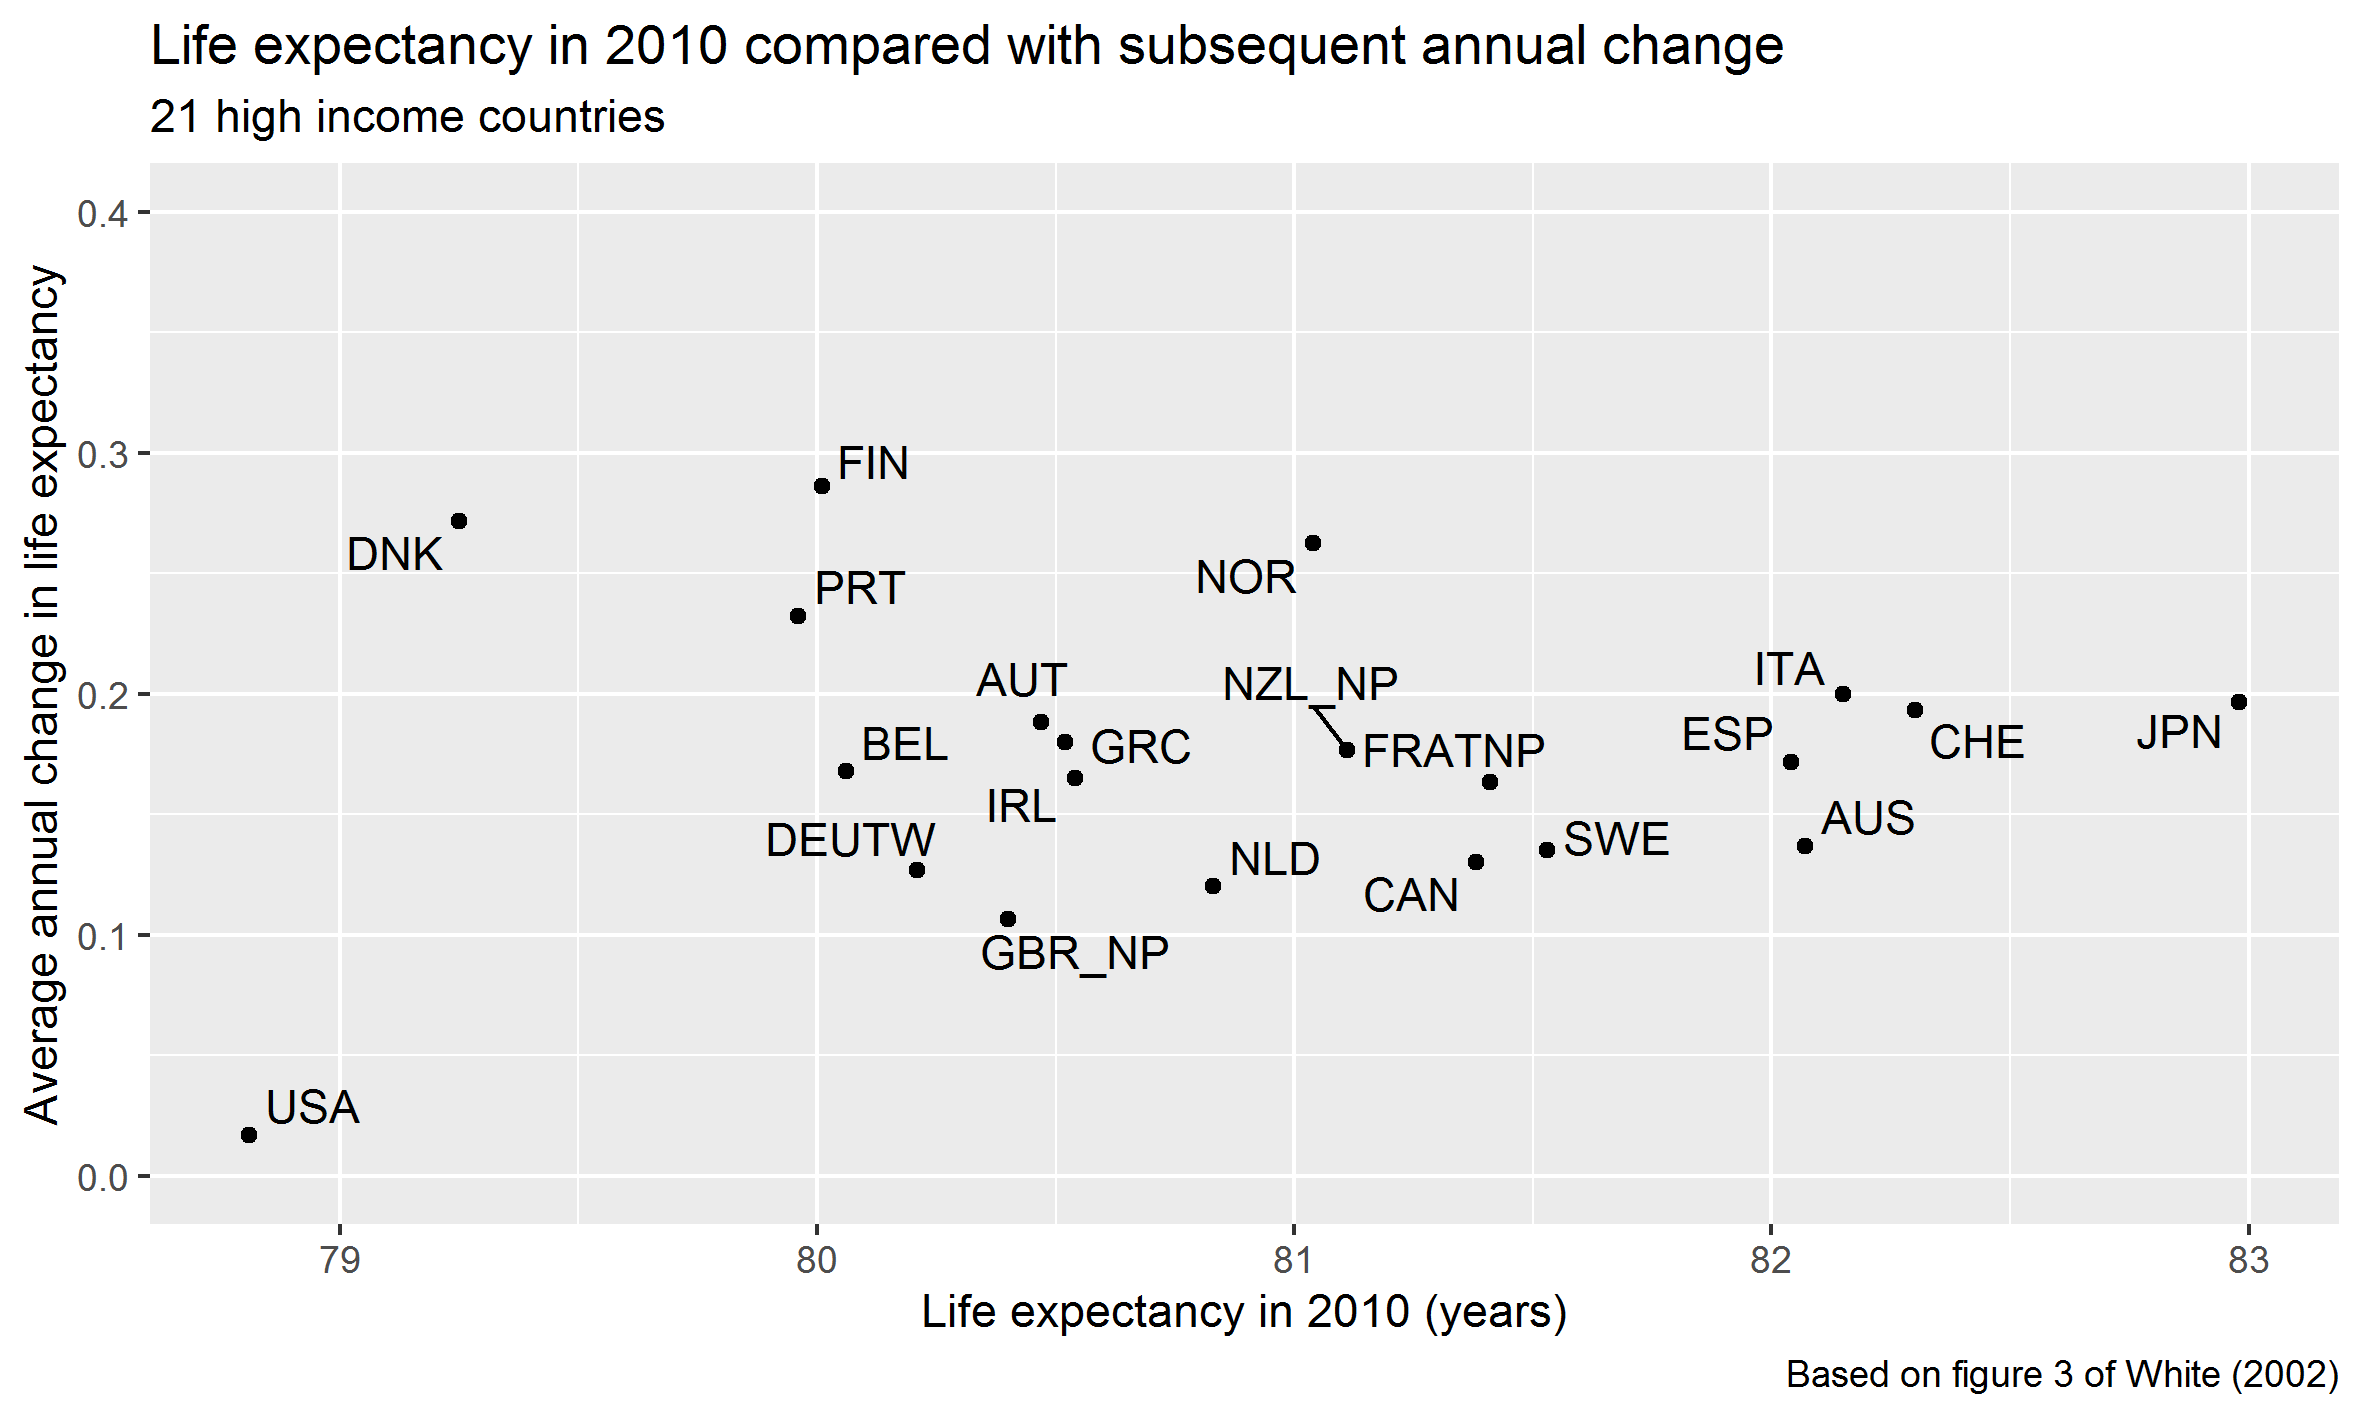 Life expectancy in 2010 compared with subsequent annual change
21 high income countries
Average annual change in life expectancy
0.4
0.3
0.2
0.1
0.0
FIN
DNK
NOR
PRT
ITA
AUT
NZL_NP
ESP
JPN
CHE
BEL
GRC
FRATNP
IRL
AUS
DEUTW
SWE
NLD
CAN
GBR_NP
USA
79
80
81
82
83
Life expectancy in 2010 (years)
Based on figure 3 of White (2002)